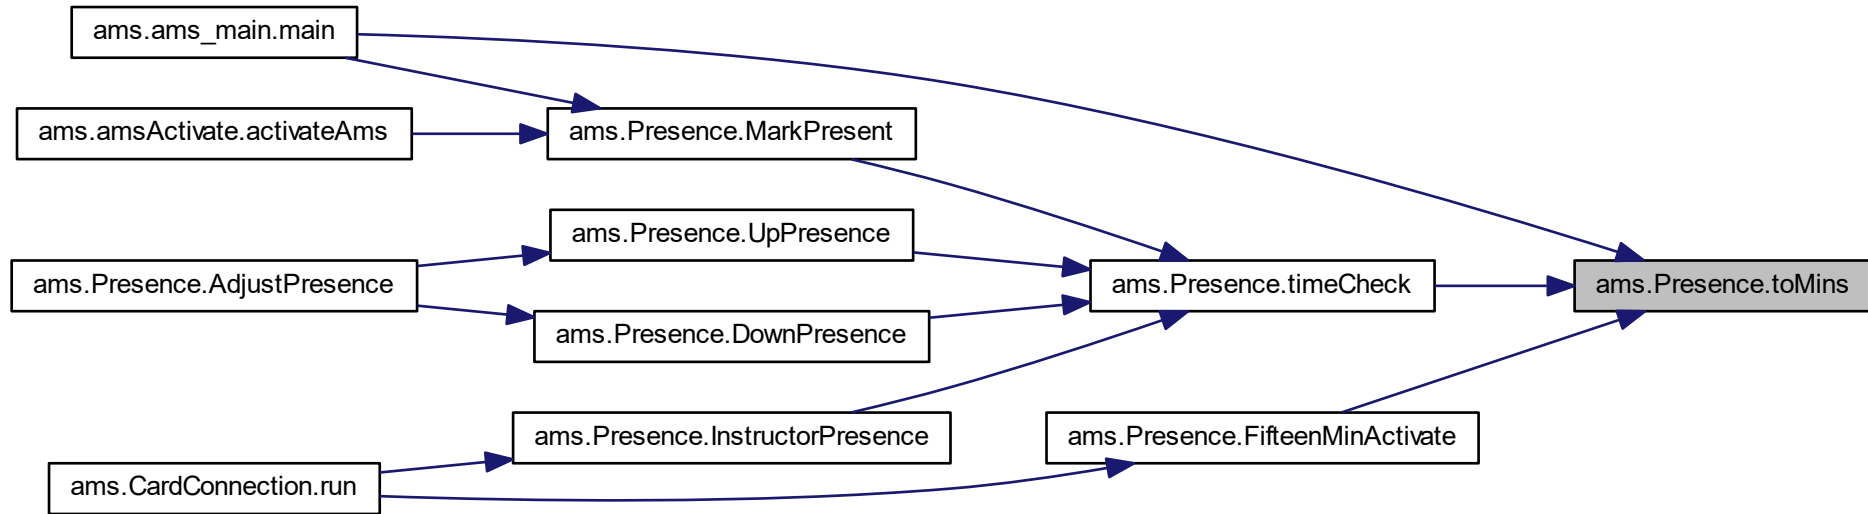 ams.ams_main.main
ams.amsActivate.activateAms
ams.Presence.MarkPresent
ams.Presence.UpPresence
ams.Presence.AdjustPresence
ams.Presence.timeCheck
ams.Presence.toMins
ams.Presence.DownPresence
ams.Presence.InstructorPresence
ams.Presence.FifteenMinActivate
ams.CardConnection.run